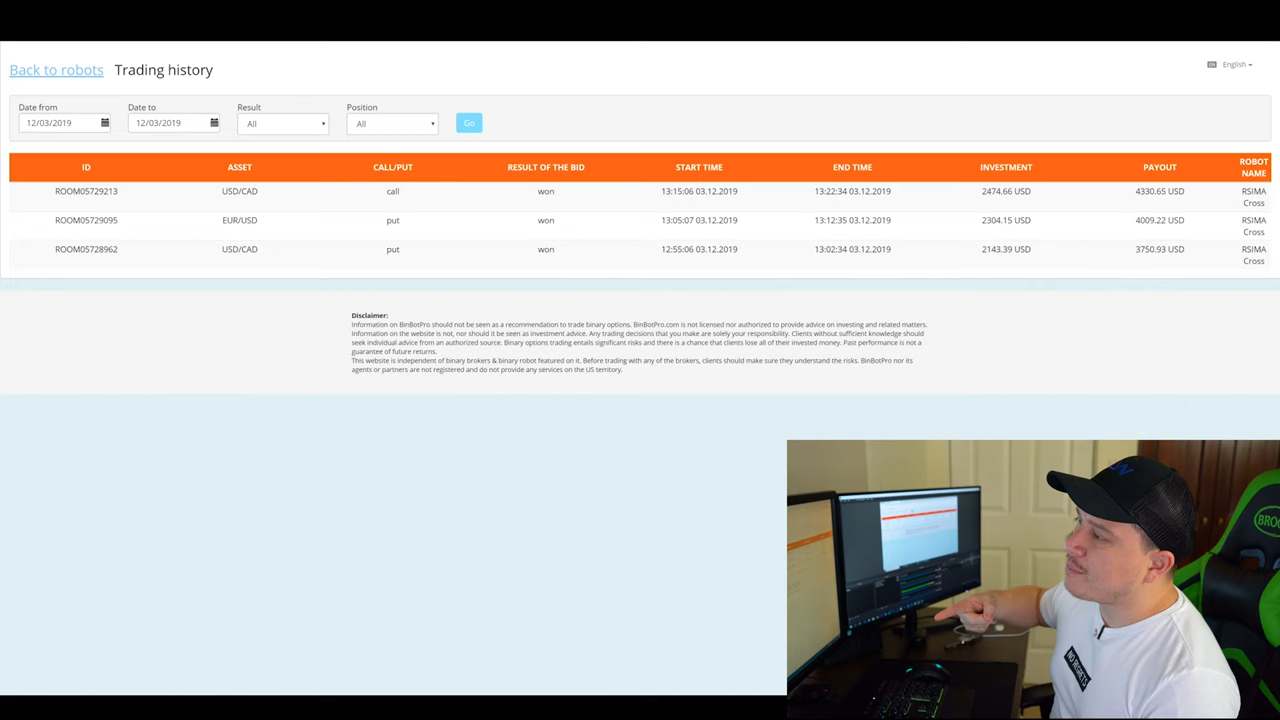 Back to robots Trading history
EN English
Date from Date to Result Position
12/03/2019 12/03/2019 All All Go
ID ASSET CALL/PUT RESULT OF THE BID START TIME END TIME INVESTMENT PAYOUT ROBOT NAME
ROOM05729213 USD/CAD call won 13:15:06 03.12.2019 13:22:34 03.12.2019 2474.66 USD 4330.65 USD RSIMA Cross
ROOM05729095 EUR/USD put won 13:05:07 03.12.2019 13:12:35 03.12.2019 2304.15 USD 4009.22 USD RSIMA Cross
ROOM05728962 USD/CAD put won 12:55:06 03.12.2019 13:02:34 03.12.2019 2143.39 USD 3750.93 USD RSIMA Cross
Disclaimer:
Information on BinBotPro should not be seen as a recommendation to trade binary options. BinBotPro.com is not licensed nor authorized to provide advice on investing and related matters.
Information on the website is not, nor should it be seen as investment advice. Any trading decisions that you make are solely your responsibility. Clients without sufficient knowledge should
seek individual advice from an authorized source. Binary options trading entails significant risks and there is a chance that clients lose all of their invested money. Past performance is not a
guarantee of future returns.
This website is independent of binary brokers & binary robot featured on it. Before trading with any of the brokers, clients should make sure they understand the risks. BinBotPro nor its
agents or partners are not registered and do not provide any services on the US territory.
NO REGRETS